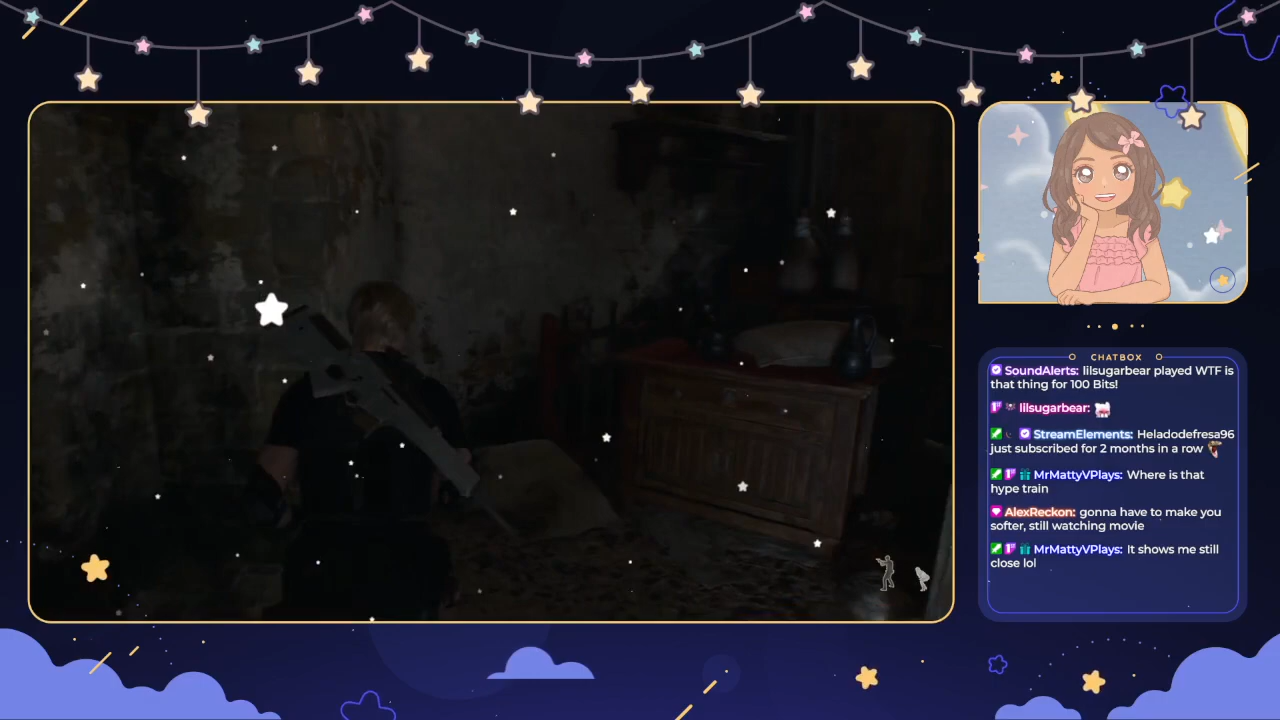 CHATBOX
SoundAlerts: lilsugarbear played WTF is
that thing for 100 Bits!
lilsugarbear:
StreamElements: Heladodefresa96
just subscribed for 2 months in a row
MrMattyVPlays: Where is that
hype train
AlexReckon: gonna have to make you
softer, still watching movie
MrMattyVPlays: It shows me still
close lol